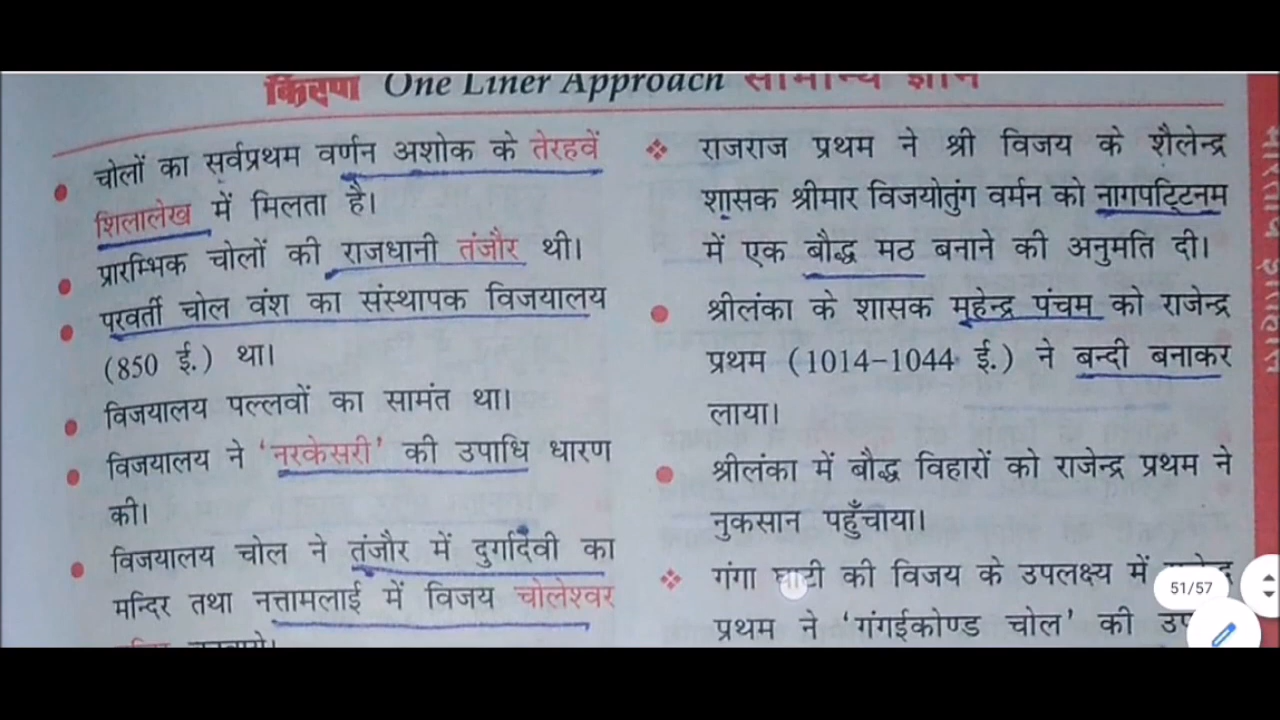 किरण One Liner Approach सामान्य ज्ञान
चोलों का सर्वप्रथम वर्णन अशोक के तेरहवें
शिलालेख में मिलता है।
प्रारम्भिक चोलों की राजधानी तंजौर थी।
परवर्ती चोल वंश का संस्थापक विजयालय
(850 ई.) था।
विजयालय पल्लवों का सामंत था।
विजयालय ने 'नरकेसरी' की उपाधि धारण
की।
विजयालय चोल ने तंजौर में दुर्गादेवी का
मन्दिर तथा नत्तामलाई में विजय चोलेश्वर
राजराज प्रथम ने श्री विजय के शैलेन्द्र
शासक श्रीमार विजयोतुंग वर्मन को नागपट्टिनम
में एक बौद्ध मठ बनाने की अनुमति दी।
श्रीलंका के शासक महेन्द्र पंचम को राजेन्द्र
प्रथम (1014-1044 ई.) ने बन्दी बनाकर
लाया।
श्रीलंका में बौद्ध विहारों को राजेन्द्र प्रथम ने
नुकसान पहुँचाया।
गंगा घाटी की विजय के उपलक्ष्य में
प्रथम ने 'गंगईकोण्ड चोल' की
51/57